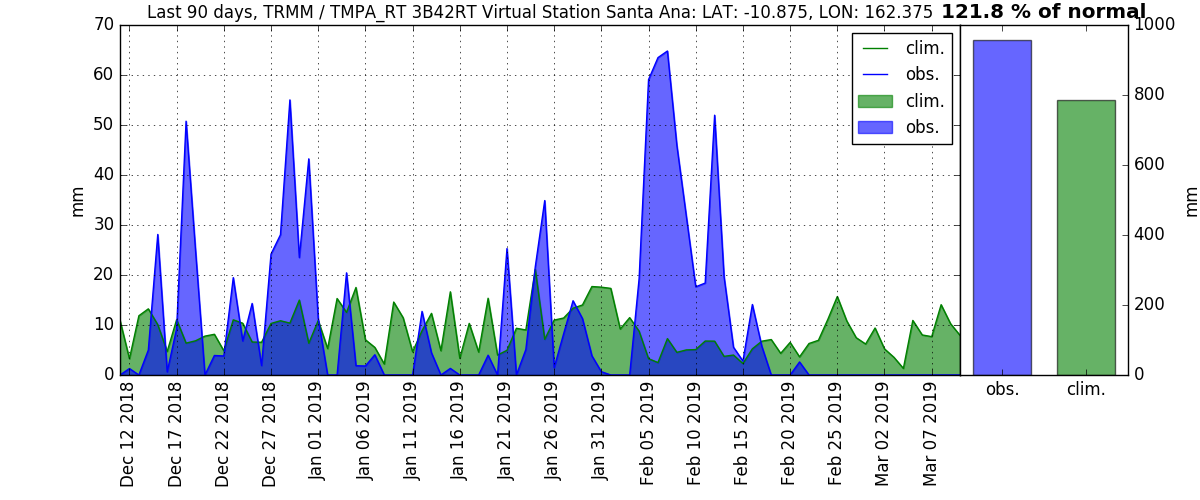 Last 90 days, TRMM / TMPA_RT 3B42RT Virtual Station Santa Ana: LAT: -10.875, LON: 162.375 121.8 % of normal
70
60
50
40
30
20
10
0
mm
clim.
obs.
clim.
obs.
Dec 12 2018
Dec 17 2018
Dec 22 2018
Dec 27 2018
Jan 01 2019
Jan 06 2019
Jan 11 2019
Jan 16 2019
Jan 21 2019
Jan 26 2019
Jan 31 2019
Feb 05 2019
Feb 10 2019
Feb 15 2019
Feb 20 2019
Feb 25 2019
Mar 02 2019
Mar 07 2019
1000
800
600
400
200
0
mm
obs. clim.